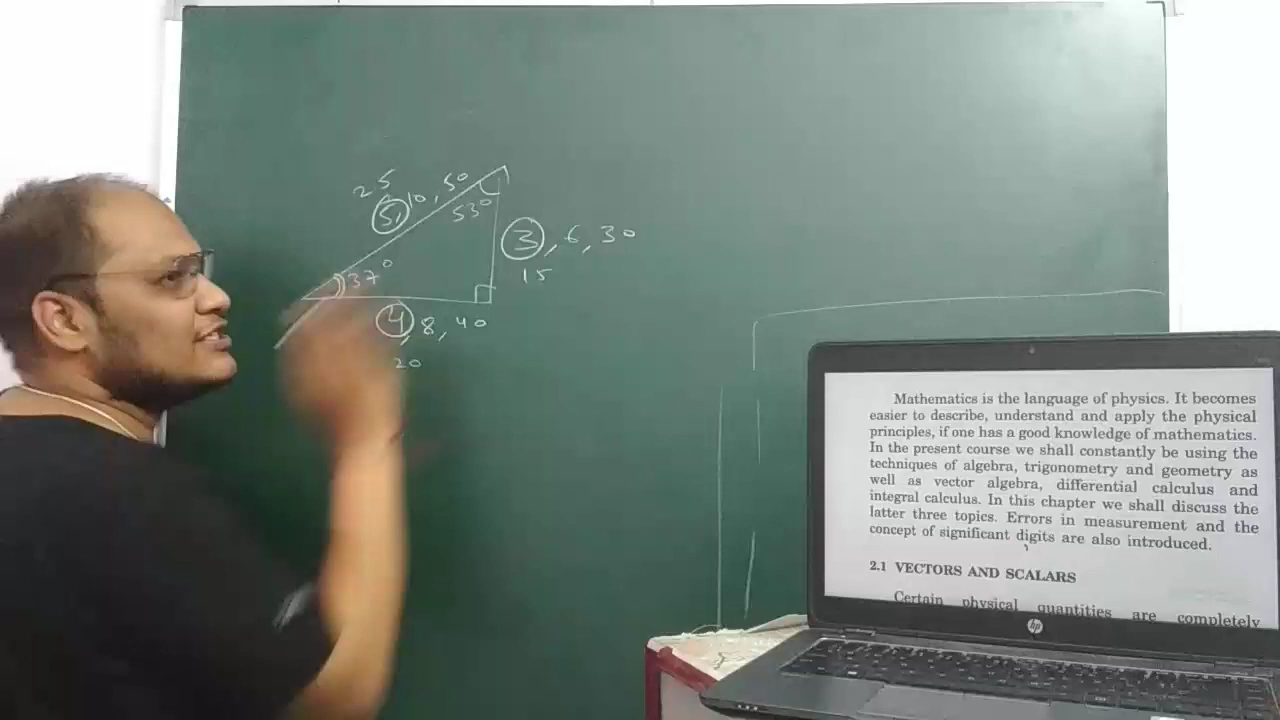 25
5, 10, 50
53°
3, 6, 30
15
37°
4, 8, 40
20
Mathematics is the language of physics. It becomes
easier to describe, understand and apply the physical
principles, if one has a good knowledge of mathematics.
In the present course we shall constantly be using the
techniques of algebra, trigonometry and geometry as
well as vector algebra, differential calculus and
integral calculus. In this chapter we shall discuss the
latter three topics. Errors in measurement and the
concept of significant digits are also introduced.
2.1 VECTORS AND SCALARS
Certain physical quantities are completely
hp